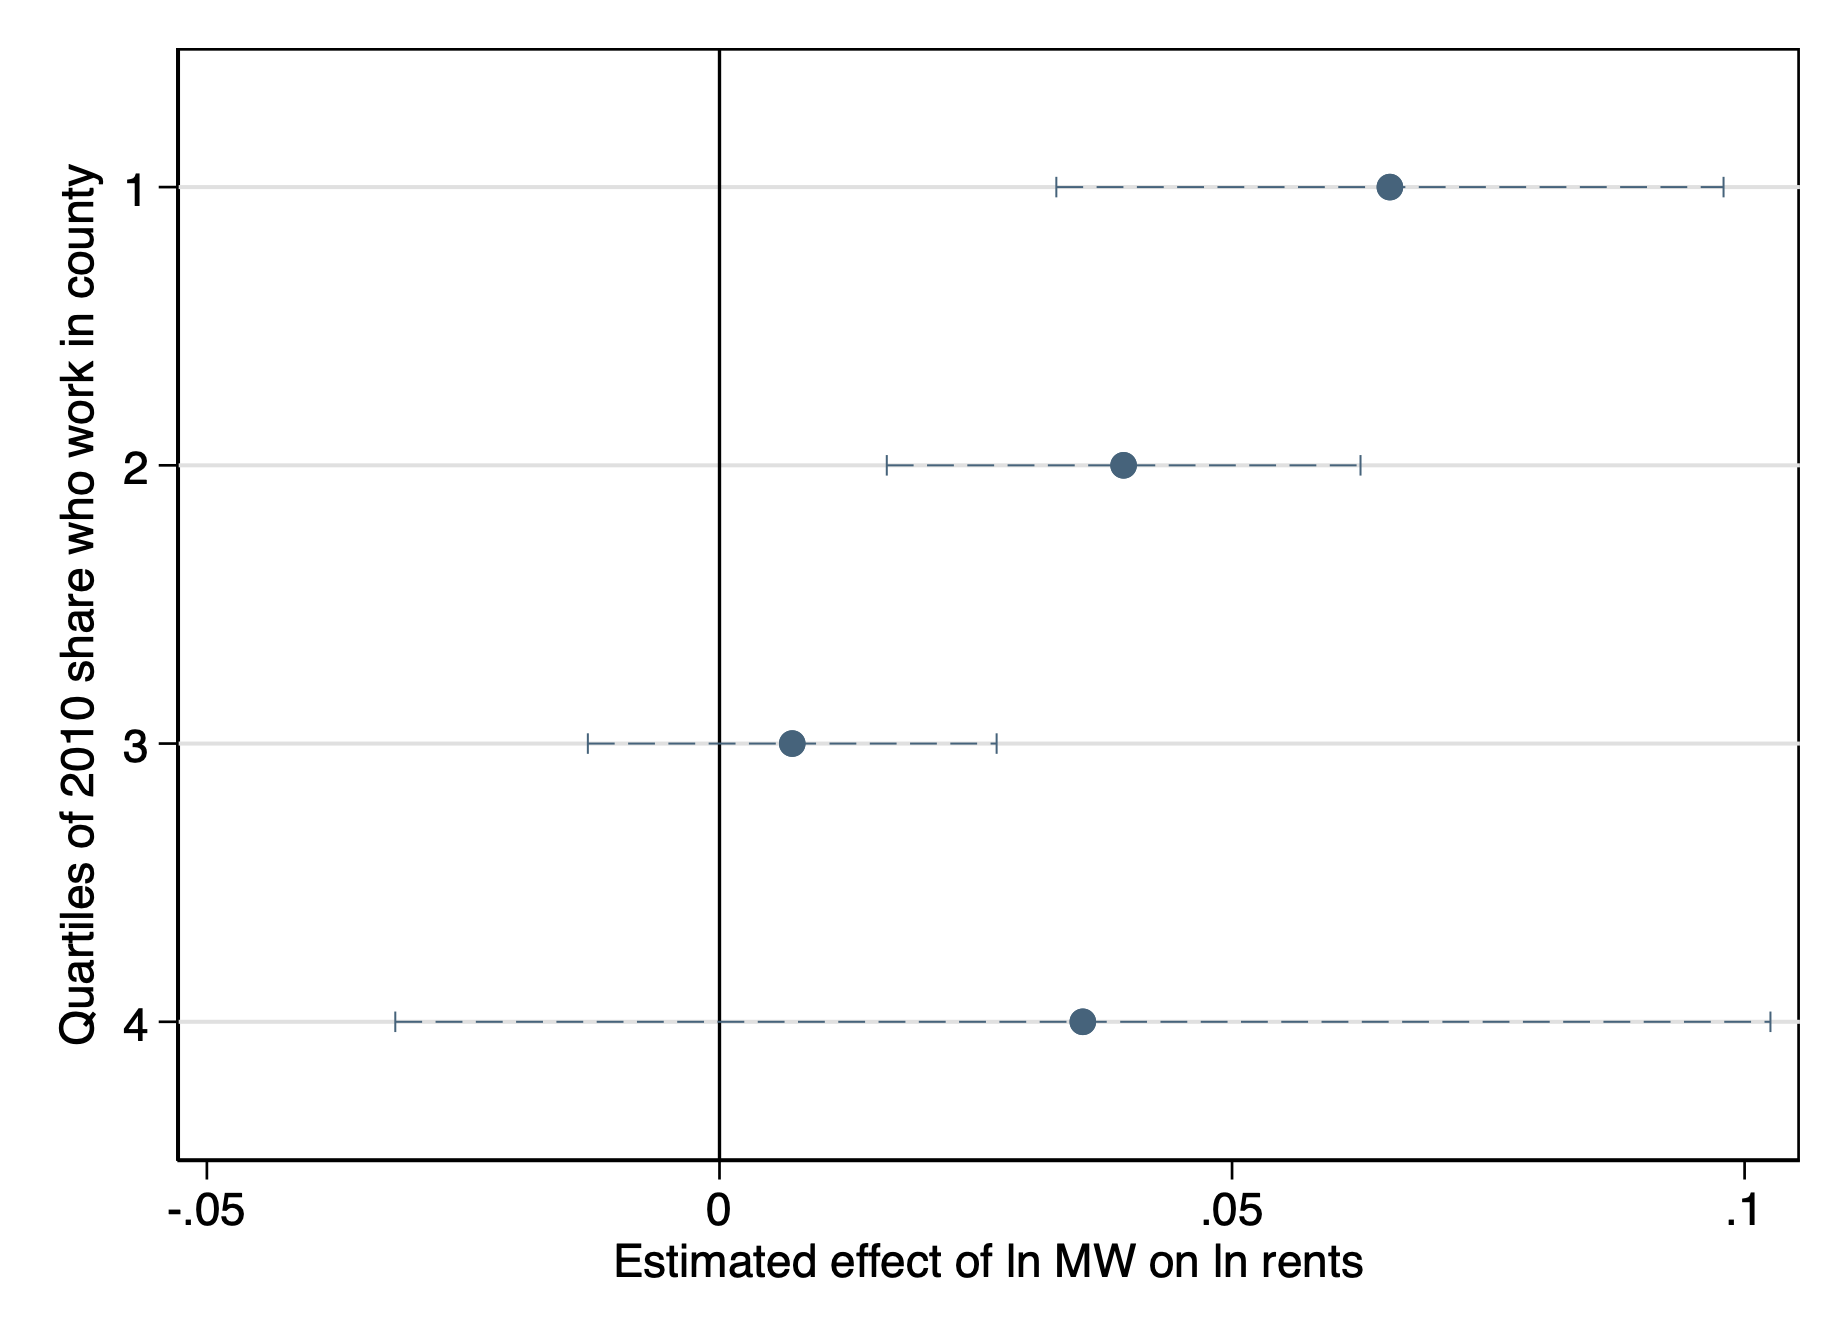 Quartiles of 2010 share who work in county
1
2
3
4
-.05 0 .05 .1
Estimated effect of ln MW on ln rents